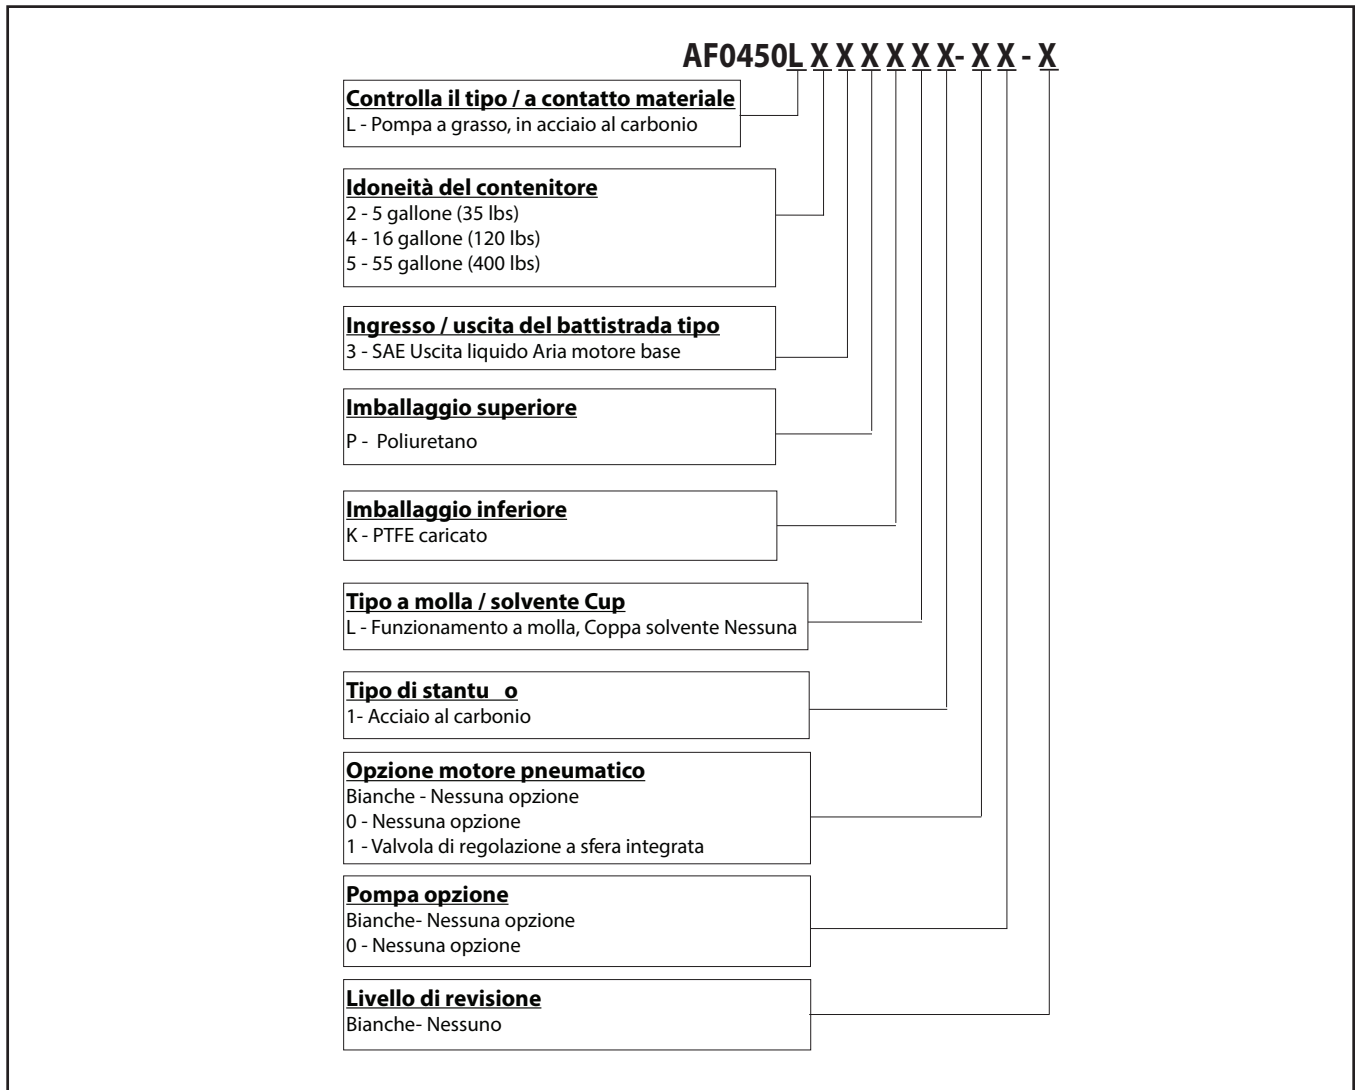 AF0450L X X X X X X- X X - X
Controlla il tipo / a contatto materiale
L - Pompa a grasso, in acciaio al carbonio
Idoneità del contenitore
2 - 5 gallone (35 lbs)
4 - 16 gallone (120 lbs)
5 - 55 gallone (400 lbs)
Ingresso / uscita del battistrada tipo
3 - SAE Uscita liquido Aria motore base
Imballaggio superiore
P - Poliuretano
Imballaggio inferiore
K - PTFE caricato
Tipo a molla / solvente Cup
L - Funzionamento a molla, Coppa solvente Nessuna
Tipo di stantu o
1- Acciaio al carbonio
Opzione motore pneumatico
Bianche - Nessuna opzione
0 - Nessuna opzione
1 - Valvola di regolazione a sfera integrata
Pompa opzione
Bianche- Nessuna opzione
0 - Nessuna opzione
Livello di revisione
Bianche- Nessuno